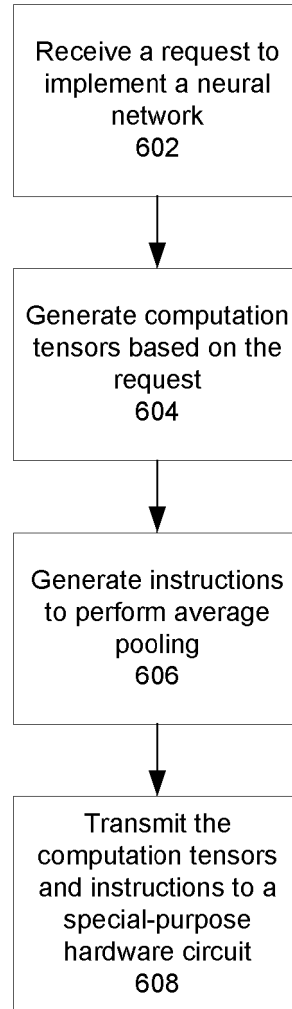 Receive a request to
implement a neural
network
602
Generate computation
tensors based on the
request
604
Generate instructions
to perform average
pooling
606
Transmit the
computation tensors
and instructions to a
special-purpose
hardware circuit
608